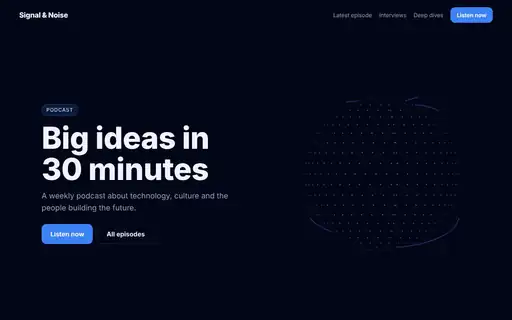 Signal & Noise
Latest episode
Interviews
Deep dives
Listen now
PODCAST
Big ideas in
30 minutes
A weekly podcast about technology, culture and the
people building the future.
Listen now
All episodes